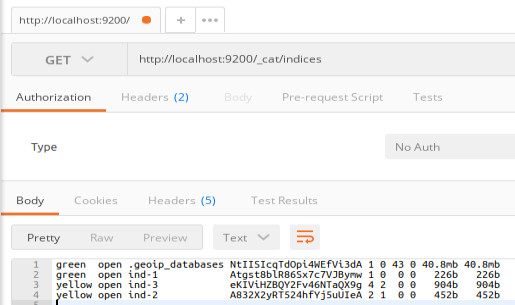 http://localhost:9200/ + •••
GET http://localhost:9200/_cat/indices
Authorization Headers (2) Body Pre-request Script Tests
Type No Auth
Body Cookies Headers (5) Test Results
Pretty Raw Preview Text
1 green open .geoip_databases NtIISIcqTdOpi4WEfVi3dA 1 0 43 0 40.8mb 40.8mb
2 green open ind-1 Atgst8blR86Sx7c7VJBymw 1 0 0 0 226b 226b
3 yellow open ind-3 eKIViHZBQY2Fv46NTaQX9g 4 2 0 0 904b 904b
4 yellow open ind-2 A832X2yRT524hfYj5uUIeA 2 1 0 0 452b 452b
5